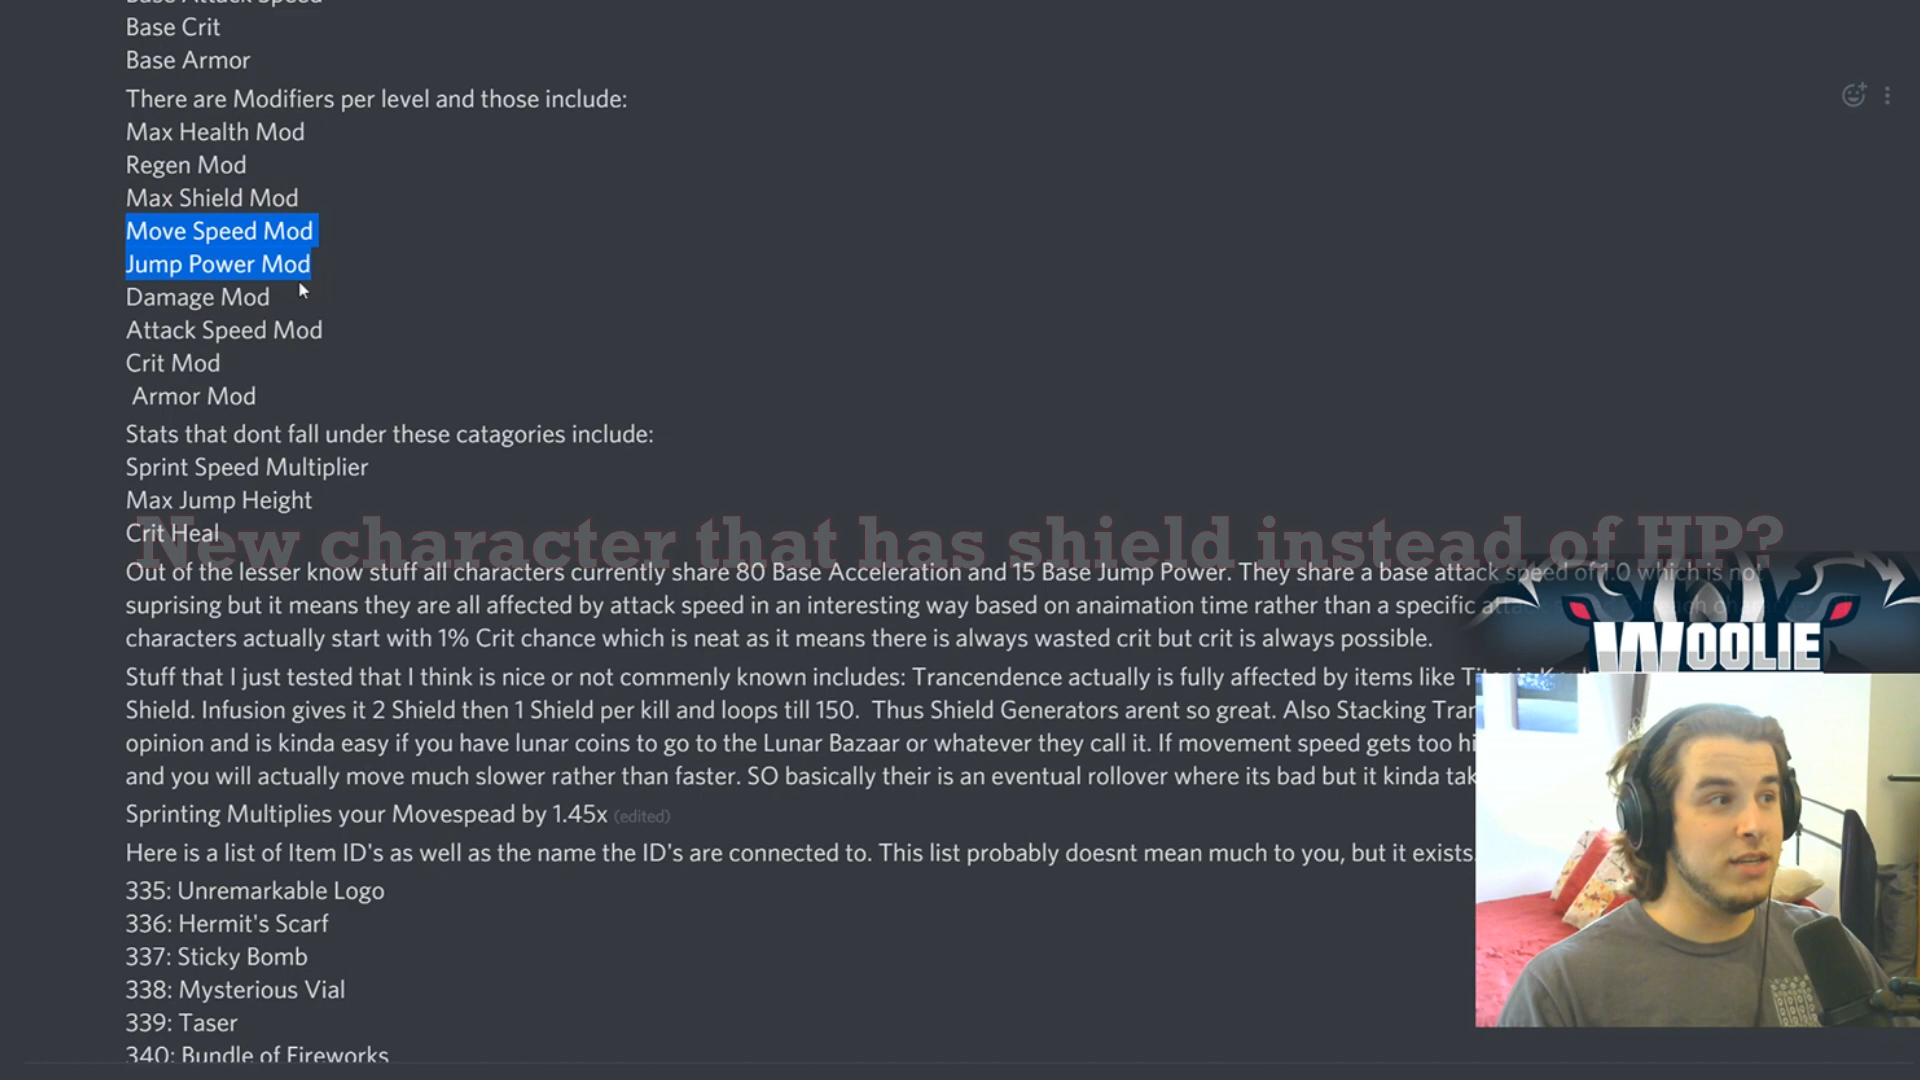 Base Attack Speed
Base Crit
Base Armor
There are Modifiers per level and those include:
Max Health Mod
Regen Mod
Max Shield Mod
Move Speed Mod
Jump Power Mod
Damage Mod
Attack Speed Mod
Crit Mod
Armor Mod
Stats that dont fall under these catagories include:
Sprint Speed Multiplier
Max Jump Height
Crit Heal
New character that has shield instead of HP?
Out of the lesser know stuff all characters currently share 80 Base Acceleration and 15 Base Jump Power. They share a base attack speed of 1.0 which is not
suprising but it means they are all affected by attack speed in an interesting way based on anaimation time rather than a specific
characters actually start with 1% Crit chance which is neat as it means there is always wasted crit but crit is always possible.
WOOLIE
Stuff that I just tested that I think is nice or not commenly known includes: Trancendence actually is fully affected by items like
Shield. Infusion gives it 2 Shield then 1 Shield per kill and loops till 150. Thus Shield Generators arent so great. Also Stacking
opinion and is kinda easy if you have lunar coins to go to the Lunar Bazaar or whatever they call it. If movement speed gets too
and you will actually move much slower rather than faster. SO basically their is an eventual rollover where its bad but it kinda
Sprinting Multiplies your Movespead by 1.45x (edited)
Here is a list of Item ID's as well as the name the ID's are connected to. This list probably doesnt mean much to you, but it exists.
335: Unremarkable Logo
336: Hermit's Scarf
337: Sticky Bomb
338: Mysterious Vial
339: Taser
340: Bundle of Fireworks